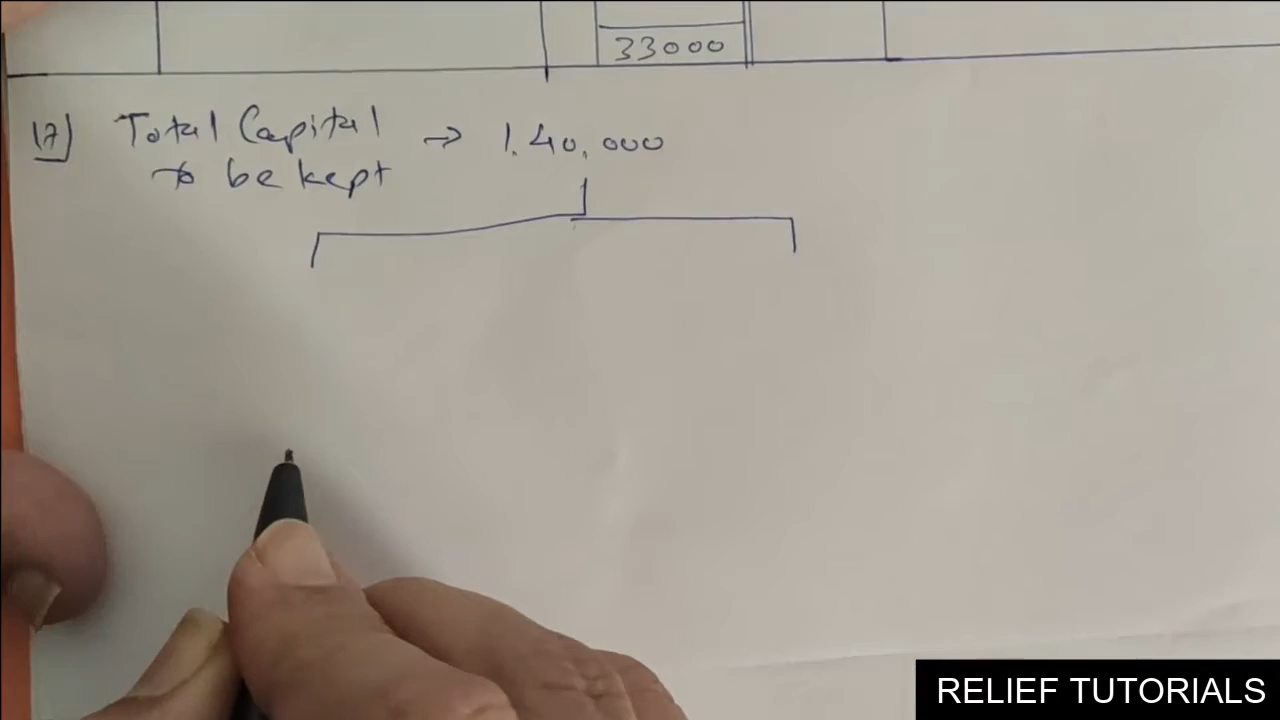 33000
17) Total Capital → 1,40,000
to be kept
RELIEF TUTORIALS